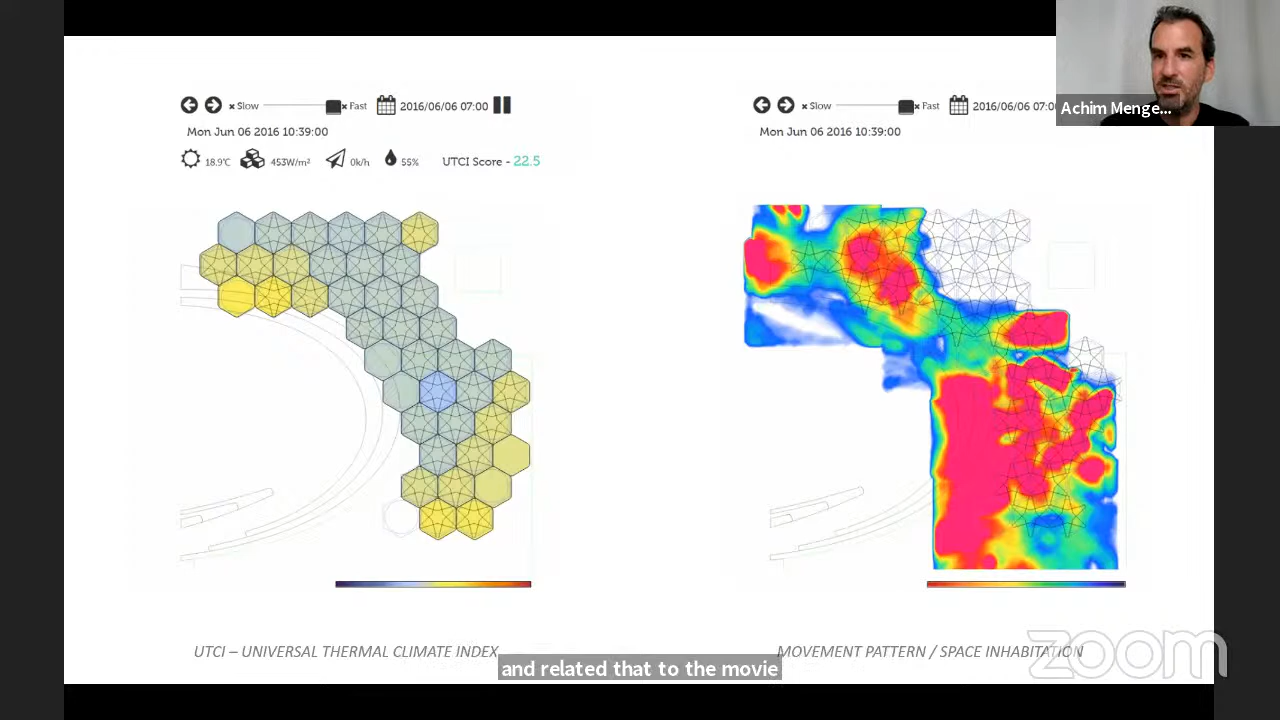 × Slow × Fast 2016/06/06 07:00
Mon Jun 06 2016 10:39:00
18.9°C 453W/m² 0k/h 55% UTCI Score - 22.5
× Slow × Fast 2016/06/06 07:0
Mon Jun 06 2016 10:39:00
Achim Menge...
UTCI – UNIVERSAL THERMAL CLIMATE INDEX
MOVEMENT PATTERN / SPACE INHABITATION
and related that to the movie
zoom